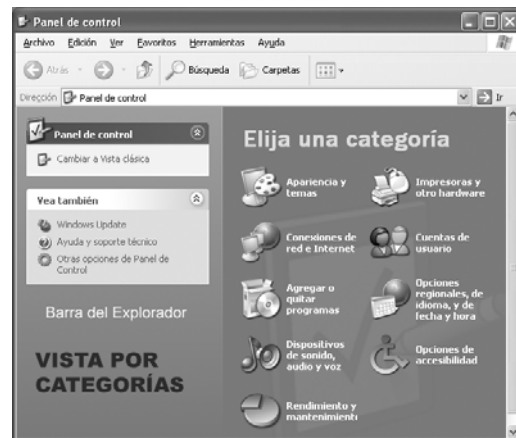 Panel de control
Archivo Edición Ver Favoritos Herramientas Ayuda
Atrás Búsqueda Carpetas
Dirección Panel de control Ir
Panel de control
Cambiar a Vista clásica
Vea también
Windows Update
Ayuda y soporte técnico
Otras opciones de Panel de
Control
Barra del Explorador
VISTA POR
CATEGORÍAS
Elija una categoría
Apariencia y
temas
Impresoras y
otro hardware
Conexiones de
red e Internet
Cuentas de
usuario
Agregar o
quitar
programas
Opciones
regionales, de
idioma, y de
fecha y hora
Dispositivos
de sonido,
audio y voz
Opciones de
accesibilidad
Rendimiento y
mantenimiento